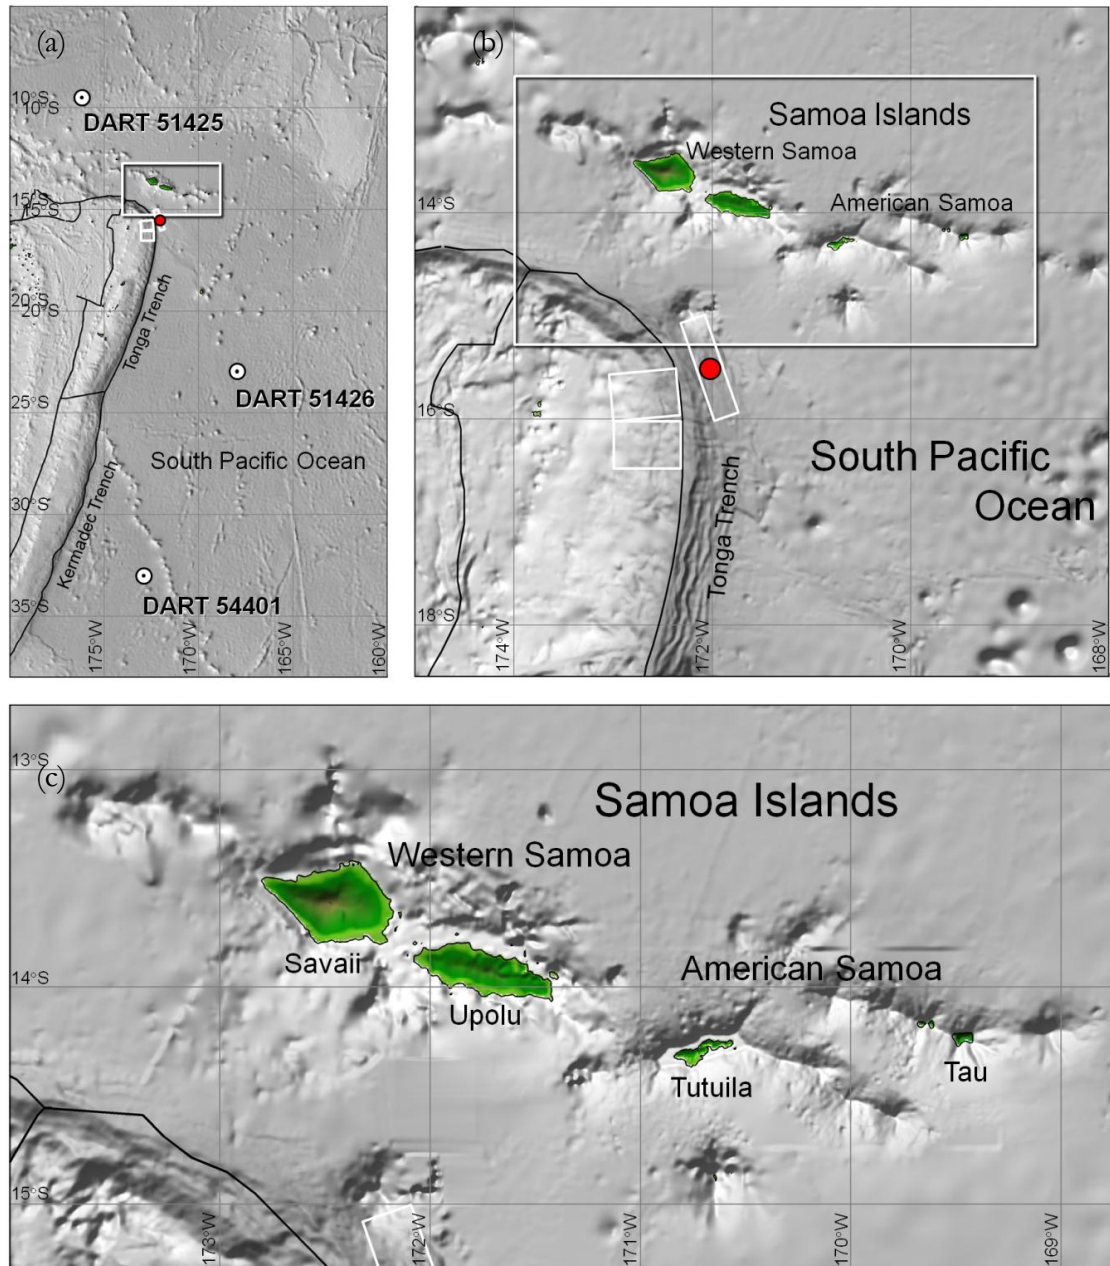 (a)
10°S
DART 51425
15°S
15°S
20°S
Tonga Trench
DART 51426
25°S
South Pacific Ocean
Kermadec Trench
30°S
DART 54401
35°S
175°W
170°W
165°W
160°W
(b)
Samoa Islands
Western Samoa
14°S
American Samoa
16°S
South Pacific
Ocean
Tonga Trench
18°S
174°W
172°W
170°W
168°W
(c)
13°S
Samoa Islands
Western Samoa
Savaii
American Samoa
14°S
Upolu
Tutuila
Tau
15°S
173°W
172°W
171°W
170°W
169°W